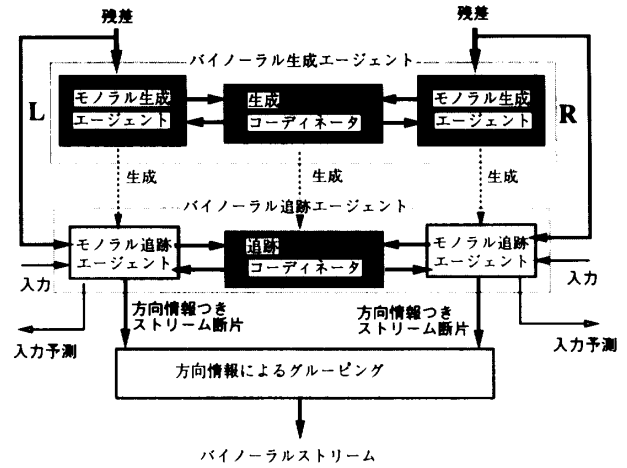 残差
残差
バイノーラル生成エージェント
L
モノラル生成
エージェント
生成
コーディネータ
モノラル生成
エージェント
R
生成
生成
生成
バイノーラル追跡エージェント
モノラル追跡
エージェント
追跡
コーディネータ
モノラル追跡
エージェント
入力
入力
入力予測
方向情報つき
ストリーム断片
方向情報つき
ストリーム断片
入力予測
方向情報によるグルーピング
バイノーラルストリーム